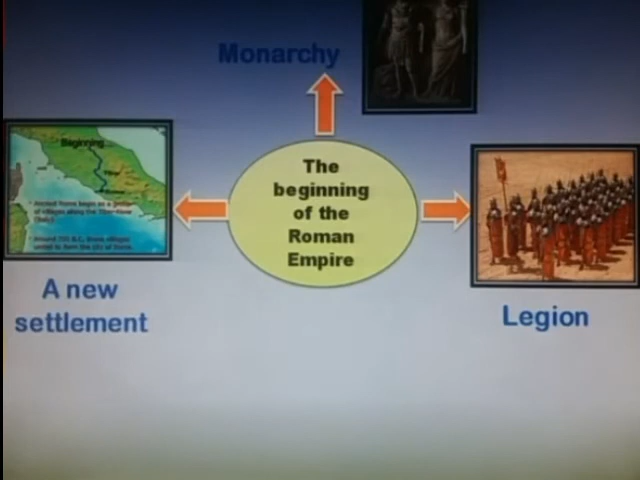 Monarchy
Beginning...
The
beginning
of the
Roman
Empire
A new
settlement
Legion